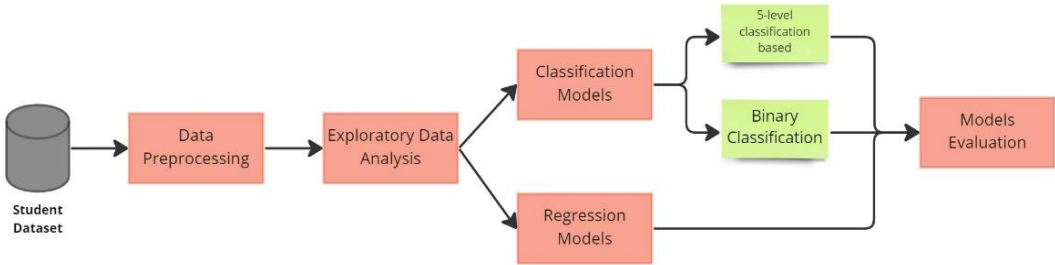 Student
Dataset
Data
Preprocessing
Exploratory Data
Analysis
Classification
Models
5-level
classification
based
Binary
Classification
Regression
Models
Models
Evaluation